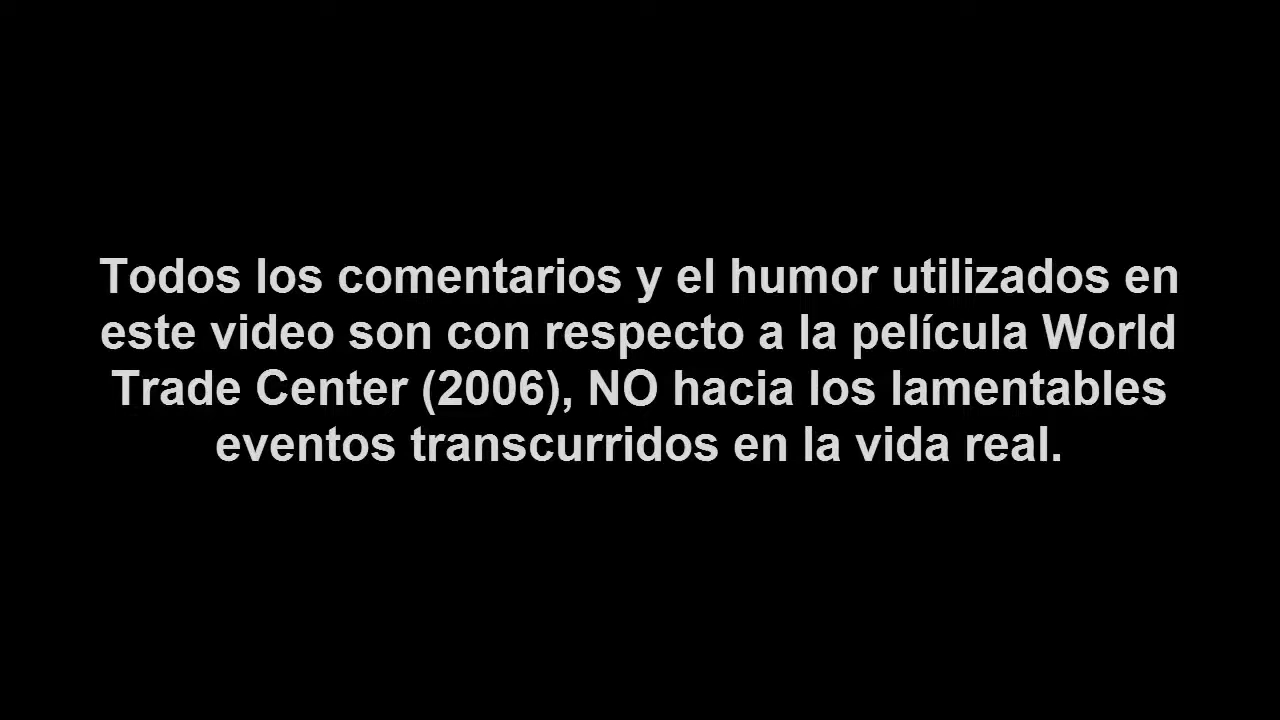 Todos los comentarios y el humor utilizados en
este video son con respecto a la película World
Trade Center (2006), NO hacia los lamentables
eventos transcurridos en la vida real.